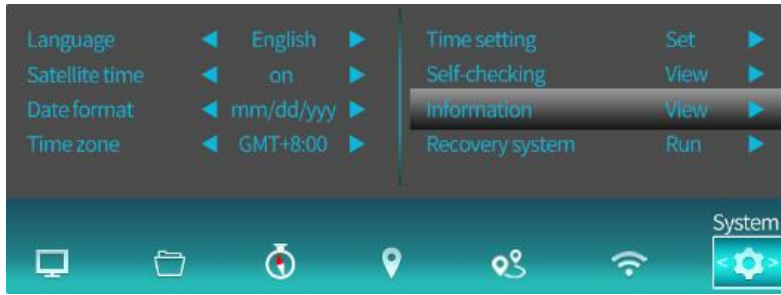 Language English
Satellite time on
Date format mm/dd/yyy
Time zone GMT+8:00
Time setting Set
Self-checking View
Information View
Recovery system Run
System